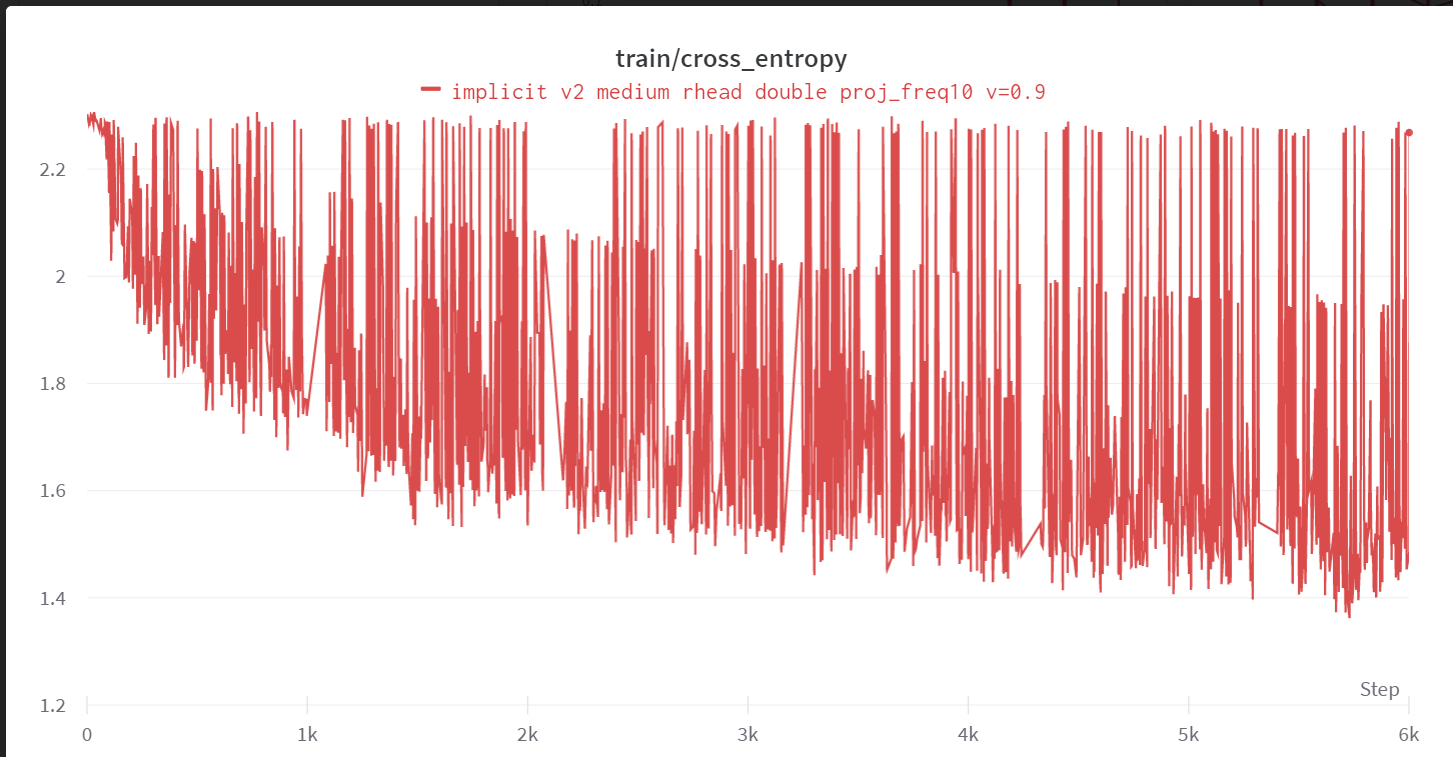 train/cross_entropy
implicit v2 medium rhead double proj_freq10 v=0.9
2.2
2
1.8
1.6
1.4
1.2
Step
0 1k 2k 3k 4k 5k 6k